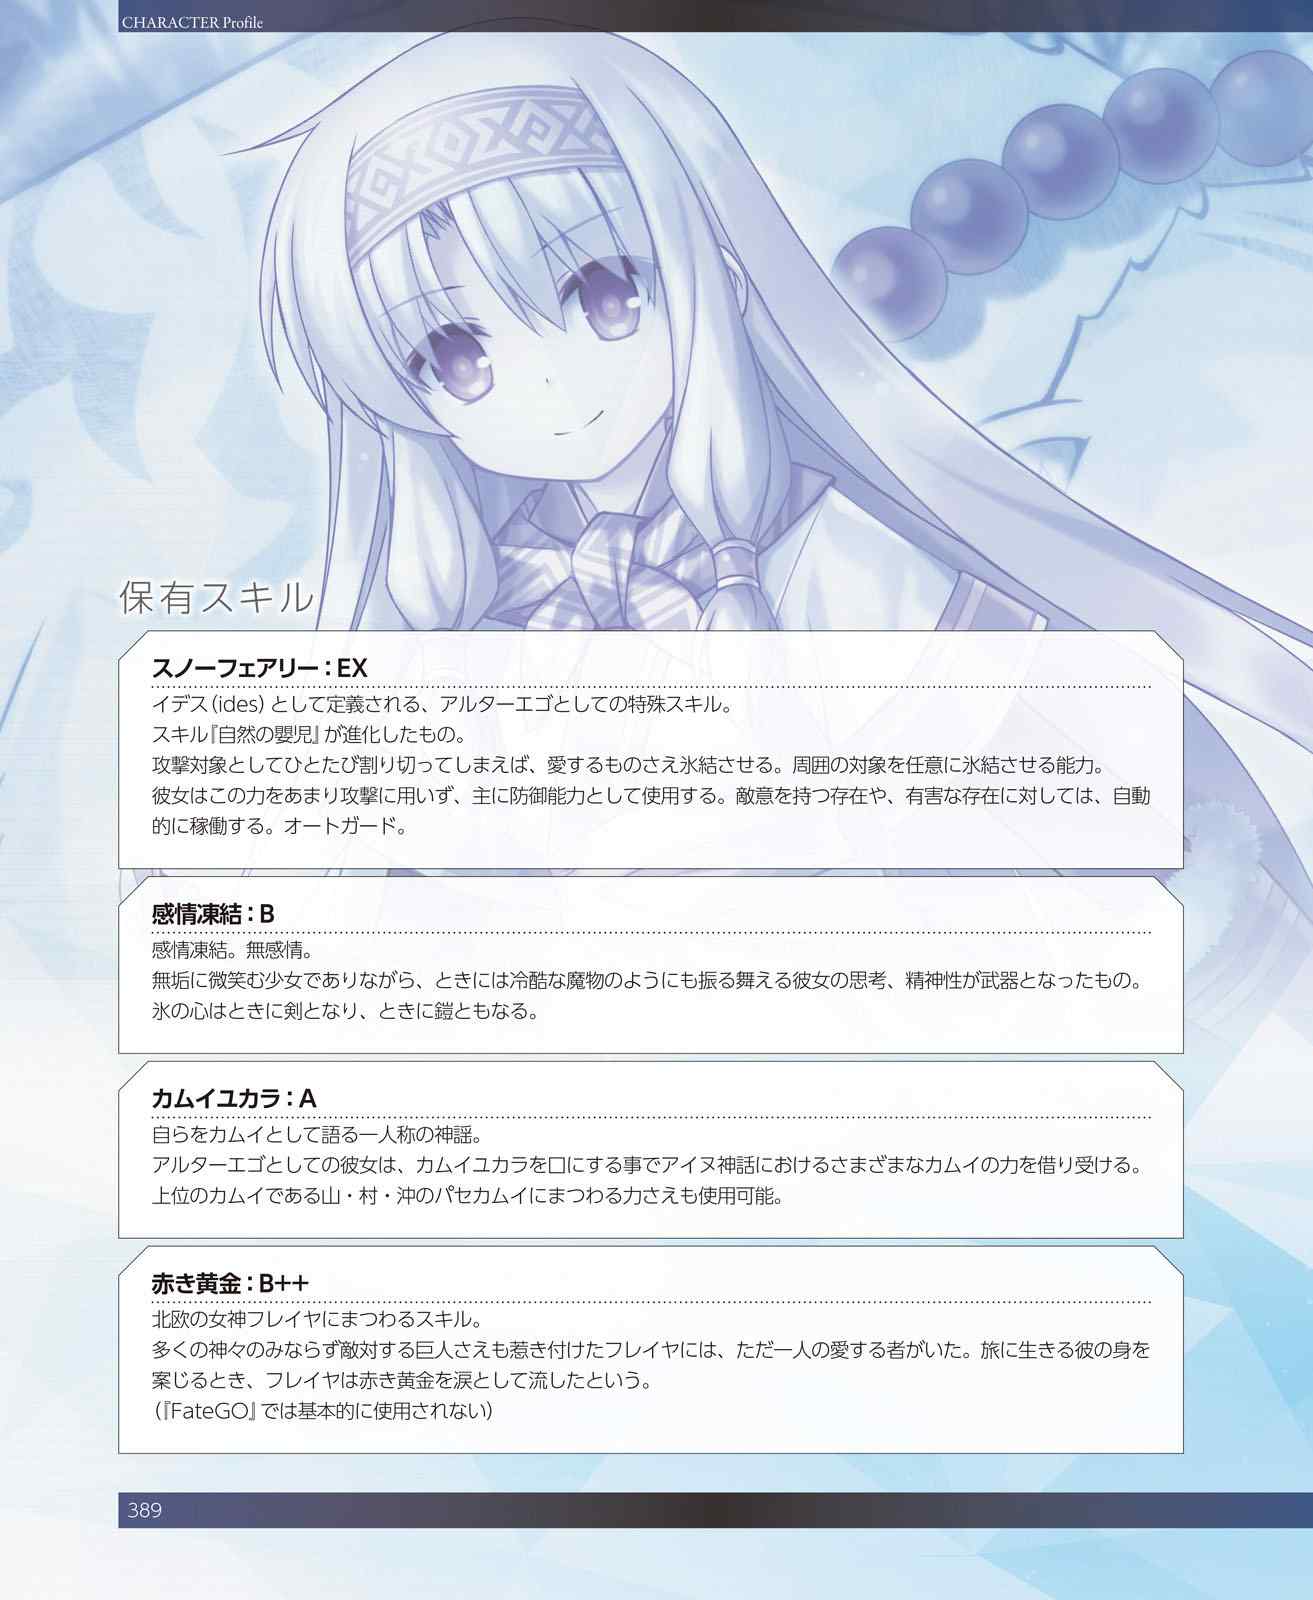 CHARACTER Profile
保有スキル
スノーフェアリー：EX
イデス（ides）として定義される、アルターエゴとしての特殊スキル。
スキル『自然の嬰児』が進化したもの。
攻撃対象としてひとたび割り切ってしまえば、愛するものさえ氷結させる。周囲の対象を任意に氷結させる能力。
彼女はこの力をあまり攻撃に用いず、主に防御能力として使用する。敵意を持つ存在や、有害な存在に対しては、自動
的に稼働する。オートガード。
感情凍結：B
感情凍結。無感情。
無垢に微笑む少女でありながら、ときには冷酷な魔物のようにも振る舞える彼女の思考、精神性が武器となったもの。
氷の心はときに剣となり、ときに鎧ともなる。
カムイユカラ：A
自らをカムイとして語る一人称の神謡。
アルターエゴとしての彼女は、カムイユカラを口にする事でアイヌ神話におけるさまざまなカムイの力を借り受ける。
上位のカムイである山・村・沖のパセカムイにまつわる力さえも使用可能。
赤き黄金：B++
北欧の女神フレイヤにまつわるスキル。
多くの神々のみならず敵対する巨人さえも惹き付けたフレイヤには、ただ一人の愛する者がいた。旅に生きる彼の身を
案じるとき、フレイヤは赤き黄金を涙として流したという。
（『FateGO』では基本的に使用されない）
389